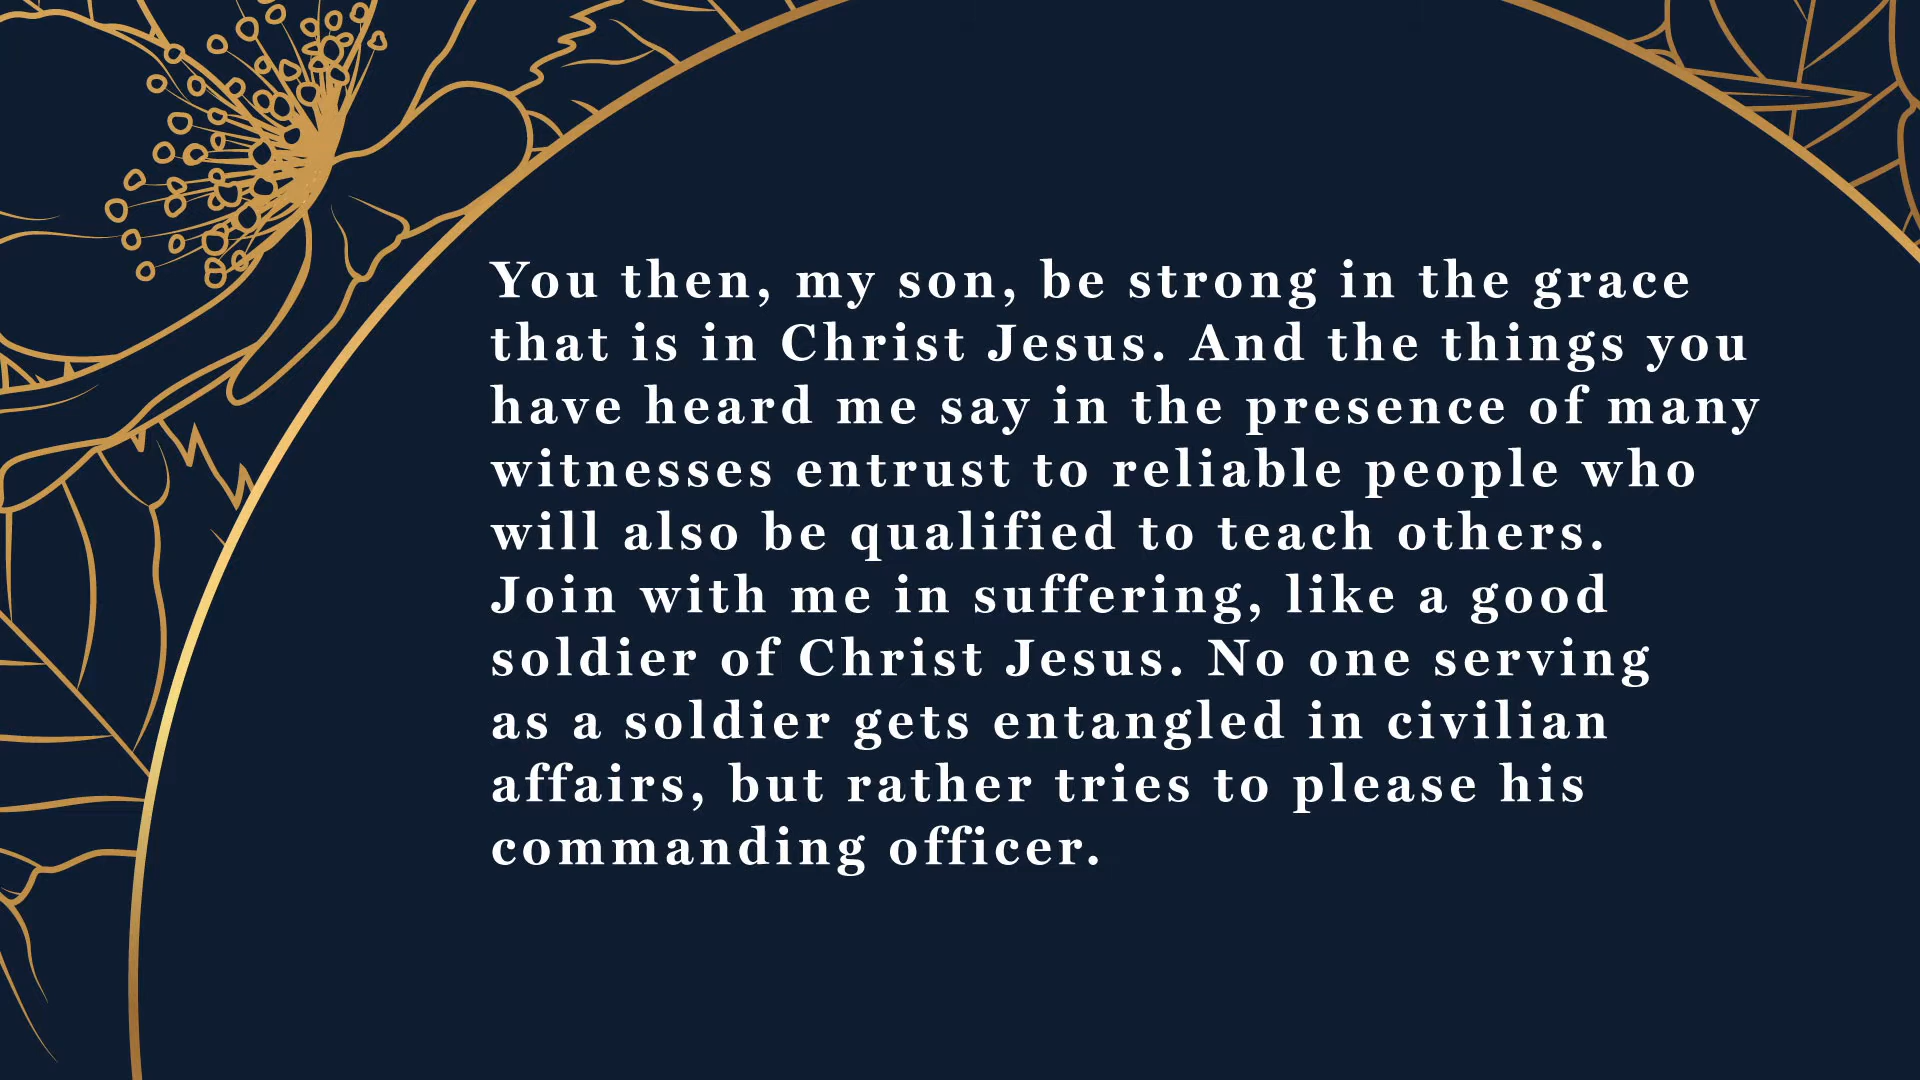 You then, my son, be strong in the grace
that is in Christ Jesus. And the things you
have heard me say in the presence of many
witnesses entrust to reliable people who
will also be qualified to teach others.
Join with me in suffering, like a good
soldier of Christ Jesus. No one serving
as a soldier gets entangled in civilian
affairs, but rather tries to please his
commanding officer.